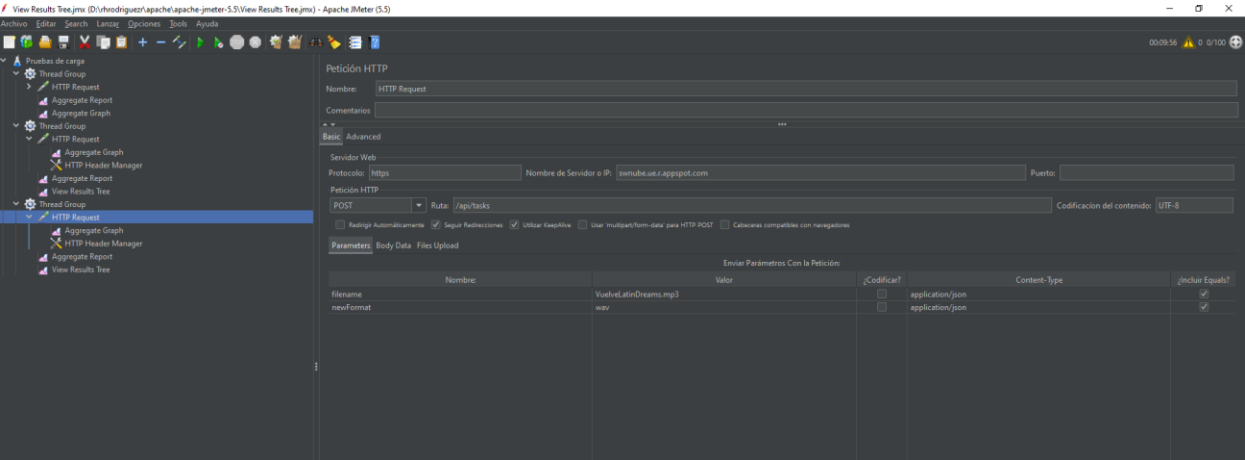 View Results Tree.jmx (D:\rhrodriguez\apache\apache-jmeter-5.5\View Results Tree.jmx) - Apache JMeter (5.5)
Archivo Editar Search Lanzar Opciones Tools Ayuda
00:09:56 0 0/100
Pruebas de carga
Thread Group
HTTP Request
Aggregate Report
Aggregate Graph
Thread Group
HTTP Request
Aggregate Graph
HTTP Header Manager
Aggregate Report
View Results Tree
Thread Group
HTTP Request
Aggregate Graph
HTTP Header Manager
Aggregate Report
View Results Tree
Petición HTTP
Nombre: HTTP Request
Comentarios
Basic Advanced
Servidor Web
Protocolo: https Nombre de Servidor o IP: swnube.ue.r.appspot.com Puerto:
Petición HTTP
POST Ruta: /api/tasks Codificacion del contenido: UTF-8
Redirigir Automáticamente Seguir Redirecciones Utilizar KeepAlive Usar 'multipart/form-data' para HTTP POST Cabeceras compatibles con navegadores
Parameters Body Data Files Upload
Enviar Parámetros Con la Petición:
Nombre: Valor ¿Codificar? Content-Type ¿Incluir Equals?
filename VuelveLatinDreams.mp3 application/json
newFormat wav application/json